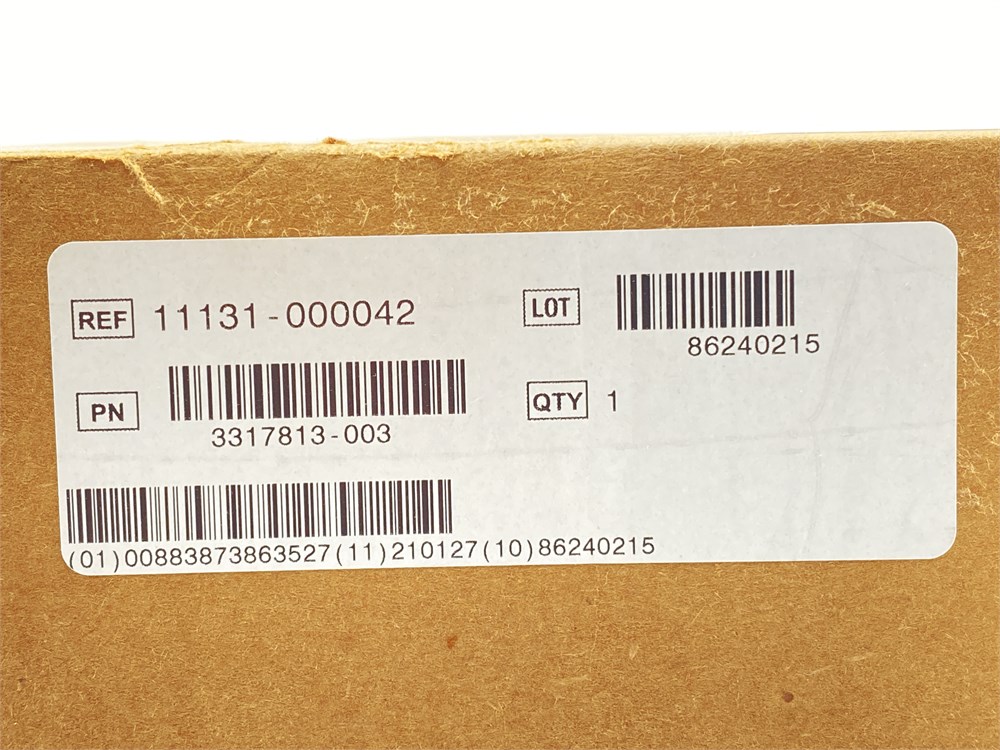 REF 11131-000042
LOT
86240215
PN
3317813-003
QTY 1
(01)00883873863527(11)210127(10)86240215